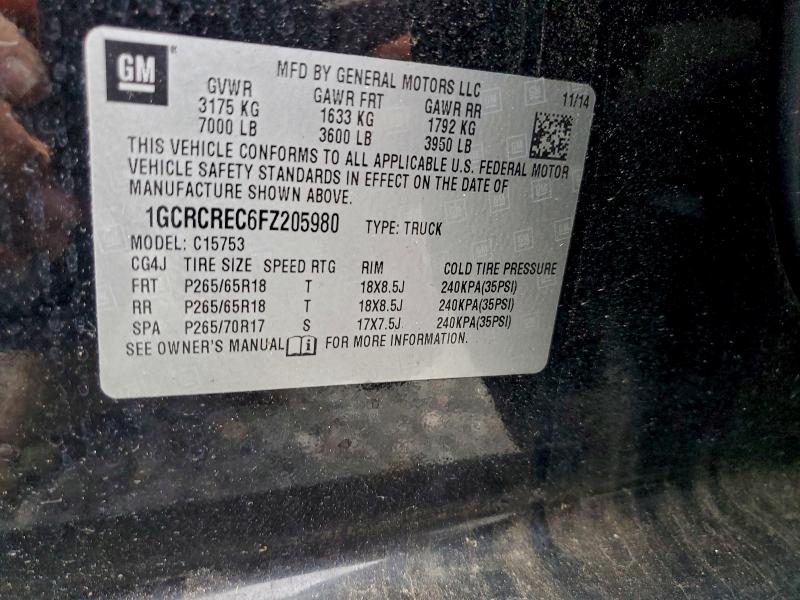 GM
®
MFD BY GENERAL MOTORS LLC
11/14
GVWR GAWR FRT GAWR RR
3175 KG 1633 KG 1792 KG
7000 LB 3600 LB 3950 LB
THIS VEHICLE CONFORMS TO ALL APPLICABLE U.S. FEDERAL MOTOR
VEHICLE SAFETY STANDARDS IN EFFECT ON THE DATE OF
MANUFACTURE SHOWN ABOVE.
1GCRCREC6FZ205980 TYPE: TRUCK
MODEL: C15753
CG4J TIRE SIZE SPEED RTG RIM COLD TIRE PRESSURE
FRT P265/65R18 T 18X8.5J 240KPA(35PSI)
RR P265/65R18 T 18X8.5J 240KPA(35PSI)
SPA P265/70R17 S 17X7.5J 240KPA(35PSI)
SEE OWNER'S MANUAL i FOR MORE INFORMATION.